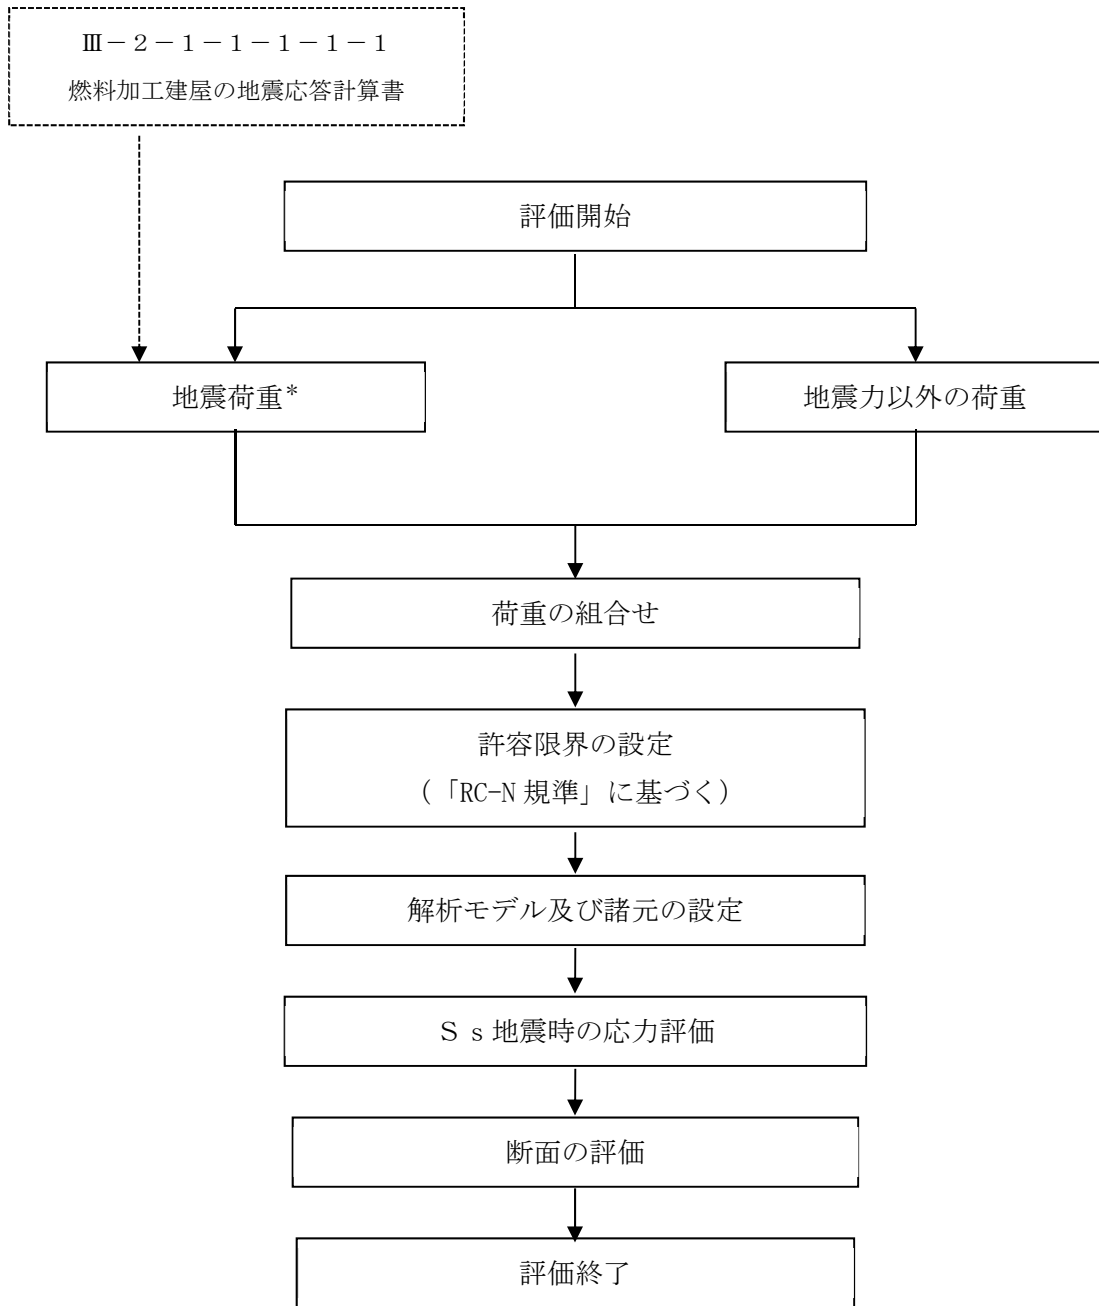 Ⅲ－２－１－１－１－１－１
燃料加工建屋の地震応答計算書
評価開始
地震荷重*
地震力以外の荷重
荷重の組合せ
許容限界の設定
（「RC-N 規準」に基づく）
解析モデル及び諸元の設定
Ｓｓ地震時の応力評価
断面の評価
評価終了